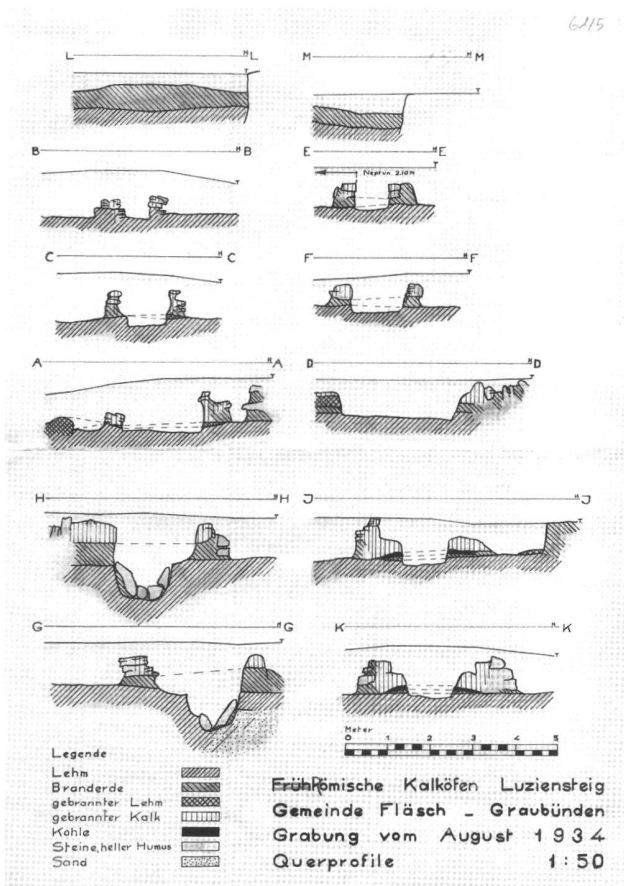 6415
L L
M M
B B
E E
Neptun 2.10 M
C C
F F
A A
D D
H H
J J
G G
K K
Meter
0 1 2 3 4 5
Legende
Lehm
Branderde
gebrannter Lehm
gebrannter Kalk
Kohle
Steine, heller Humus
Sand
FrühRömische Kalköfen Luziensteig
Gemeinde Fläsch - Graubünden
Grabung vom August 1934
Querprofile 1:50